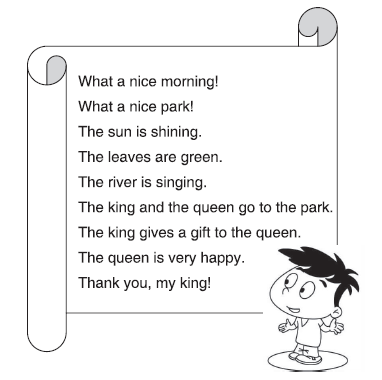 What a nice morning!
What a nice park!
The sun is shining.
The leaves are green.
The river is singing.
The king and the queen go to the park.
The king gives a gift to the queen.
The queen is very happy.
Thank you, my king!